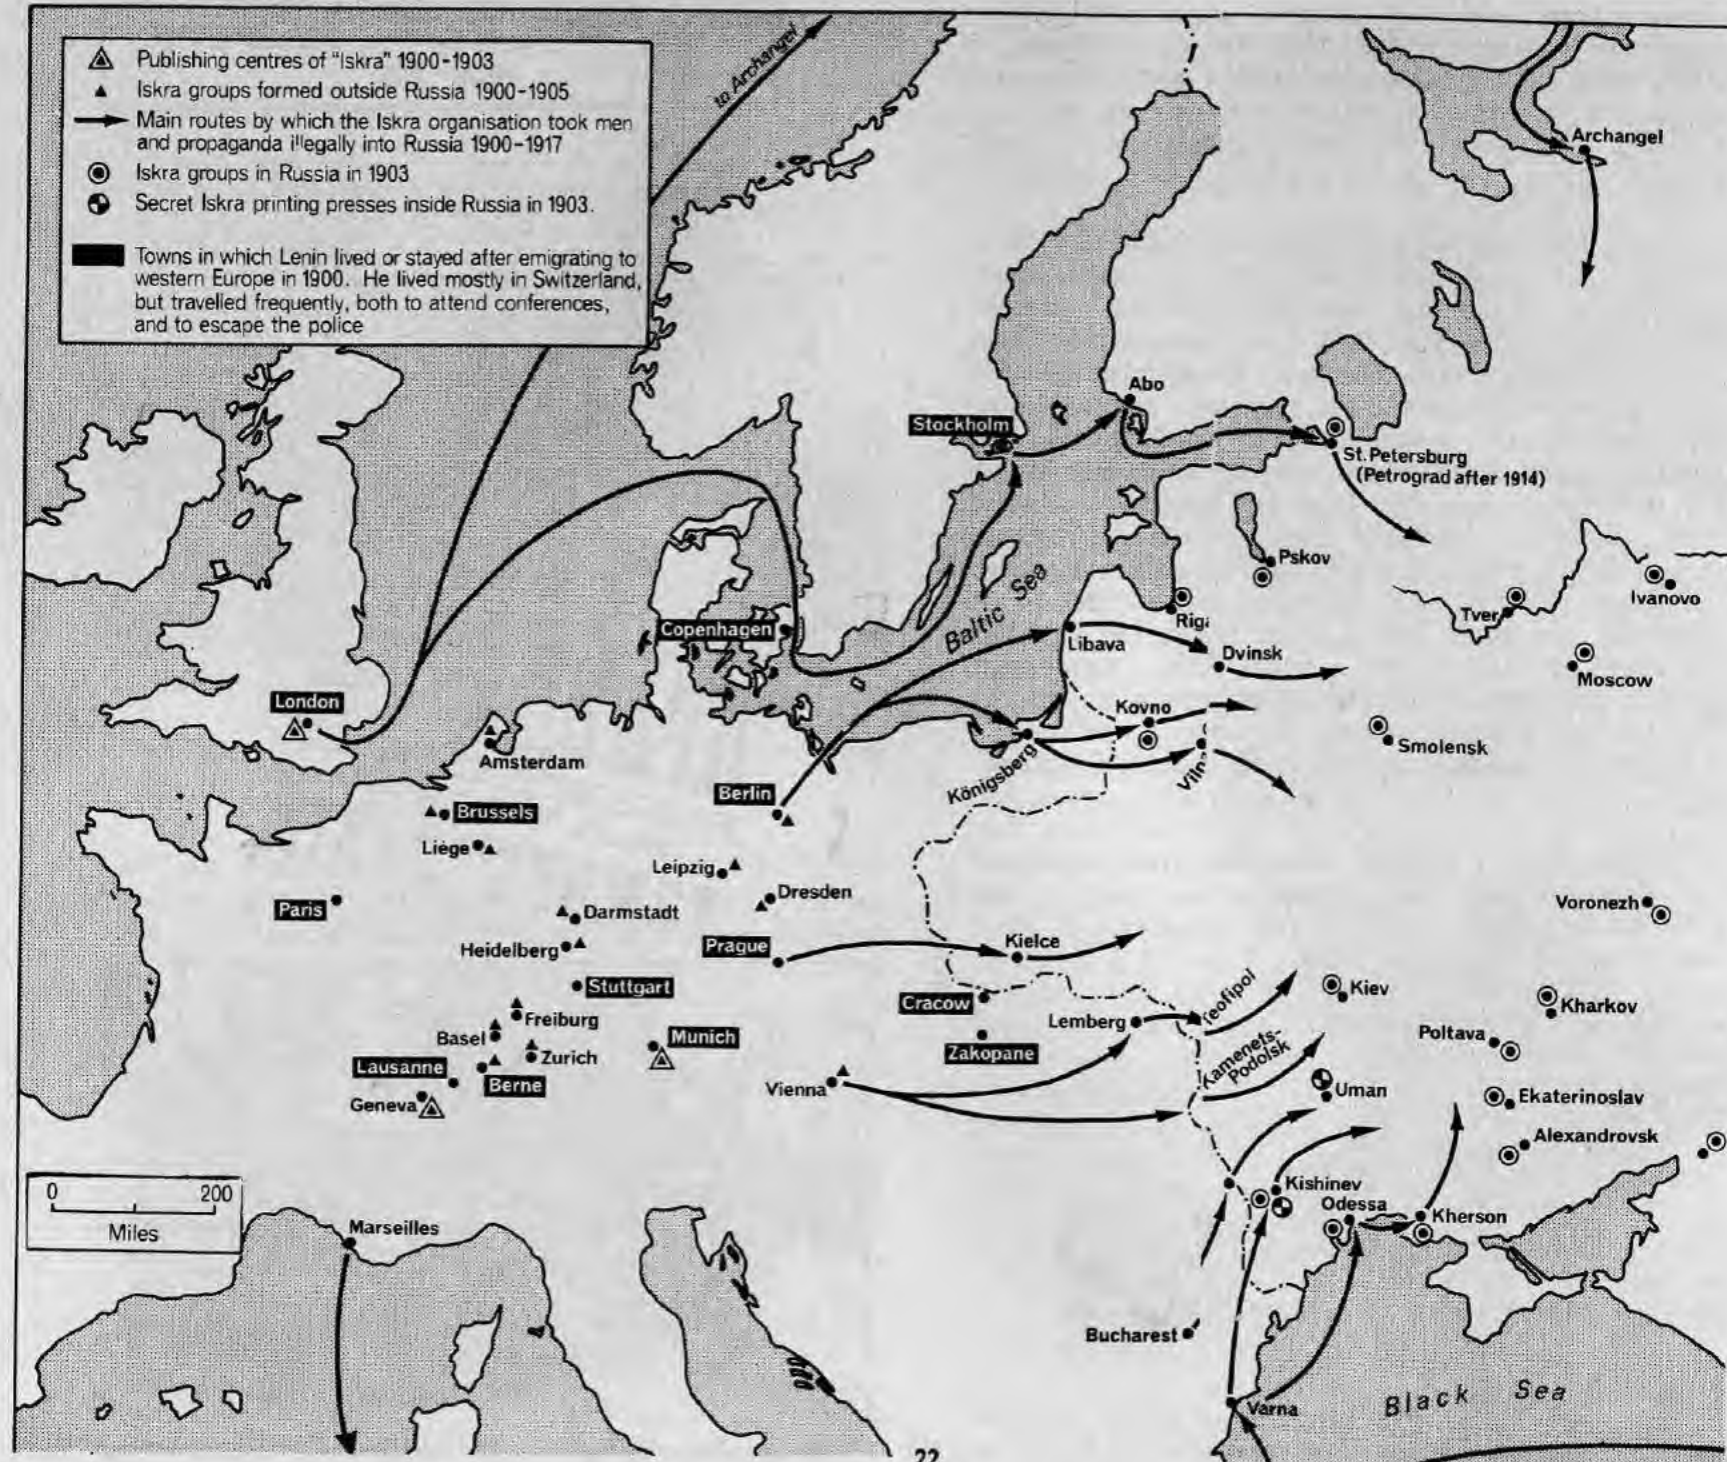 Publishing centres of "Iskra" 1900-1903
Iskra groups formed outside Russia 1900-1905
Main routes by which the Iskra organisation took men
and propaganda illegally into Russia 1900-1917
Iskra groups in Russia in 1903
Secret Iskra printing presses inside Russia in 1903.
Towns in which Lenin lived or stayed after emigrating to
western Europe in 1900. He lived mostly in Switzerland,
but travelled frequently, both to attend conferences,
and to escape the police
to Archangel
Archangel
Abo
Stockholm
St. Petersburg
(Petrograd after 1914)
Pskov
Ivanovo
Tver
Riga
Baltic Sea
Copenhagen
Libava
Dvinsk
Moscow
London
Kovno
Smolensk
Amsterdam
Königsberg
Viln
Berlin
Brussels
Liège
Leipzig
Dresden
Paris
Darmstadt
Voronezh
Heidelberg
Prague
Kielce
Stuttgart
Cracow
Teofipol
Kiev
Kharkov
Freiburg
Lemberg
Basel
Munich
Poltava
Zurich
Zakopane
Kamenets-
Podolsk
Lausanne
Berne
Vienna
Uman
Ekaterinoslav
Geneva
Alexandrovsk
Kishinev
0 200
Miles
Odessa
Kherson
Marseilles
Bucharest
Varna
Black Sea
22